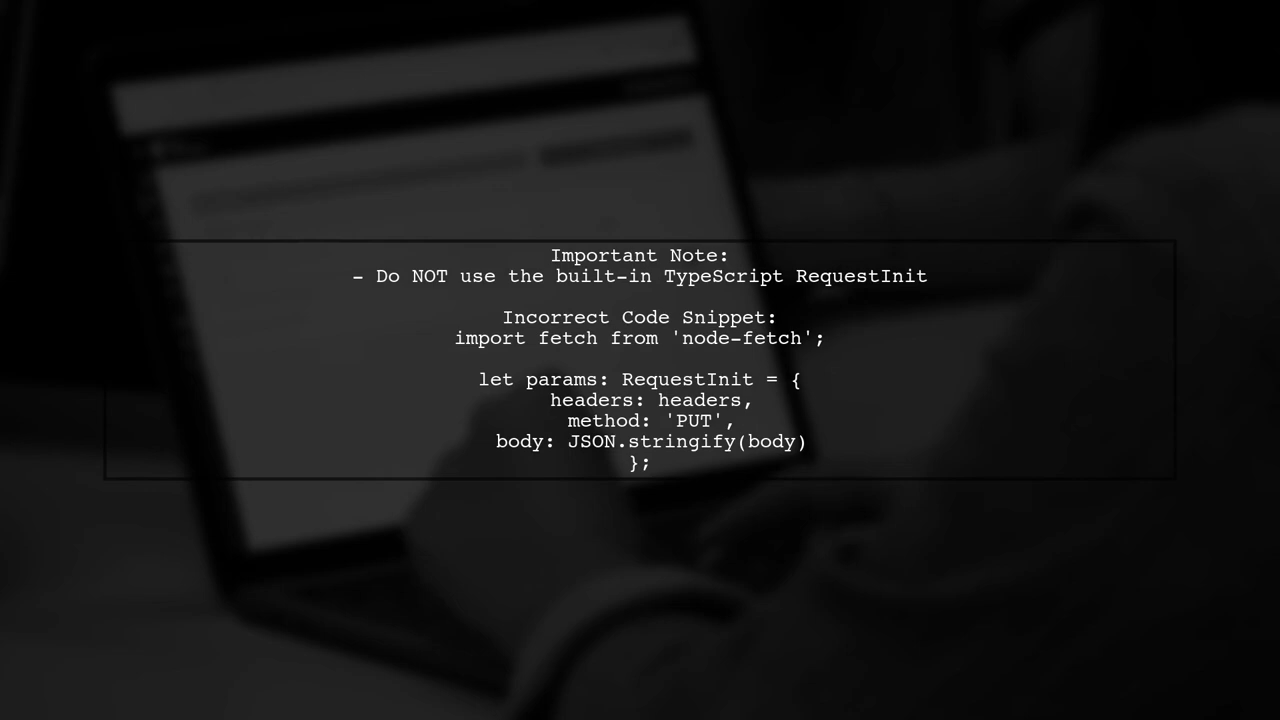 Important Note:
- Do NOT use the built-in TypeScript RequestInit
Incorrect Code Snippet:
import fetch from 'node-fetch';
let params: RequestInit = {
headers: headers,
method: 'PUT',
body: JSON.stringify(body)
};